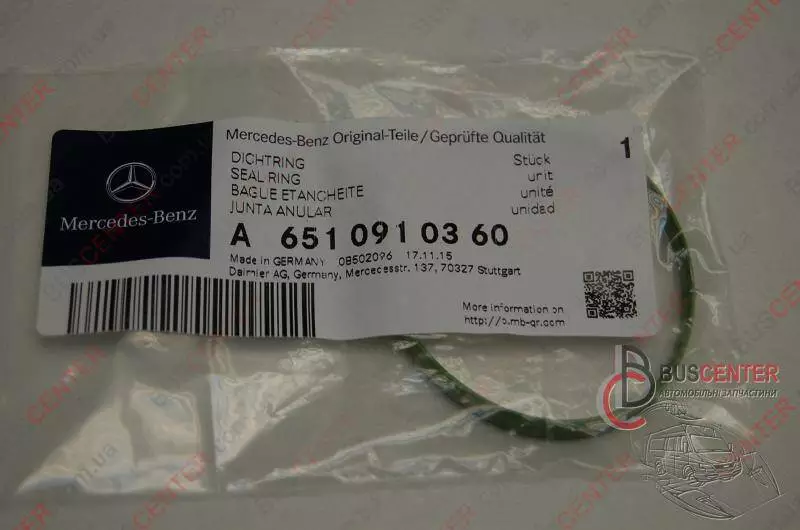 Mercedes-Benz Original-Teile/Geprüfte Qualität
DICHTRING Stück 1
SEAL RING unit
BAGUE ETANCHEITE unité
JUNTA ANULAR unidad
Mercedes-Benz
A 651 091 03 60
Made in GERMANY 08502096 17.11.15
Daimler AG, Germany, Mercedesstr. 137, 70327 Stuttgart
More information on
http://p.mb-qr.com
BUSCENTER
АВТОМОБІЛЬНІ ЗАПЧАСТИНИ